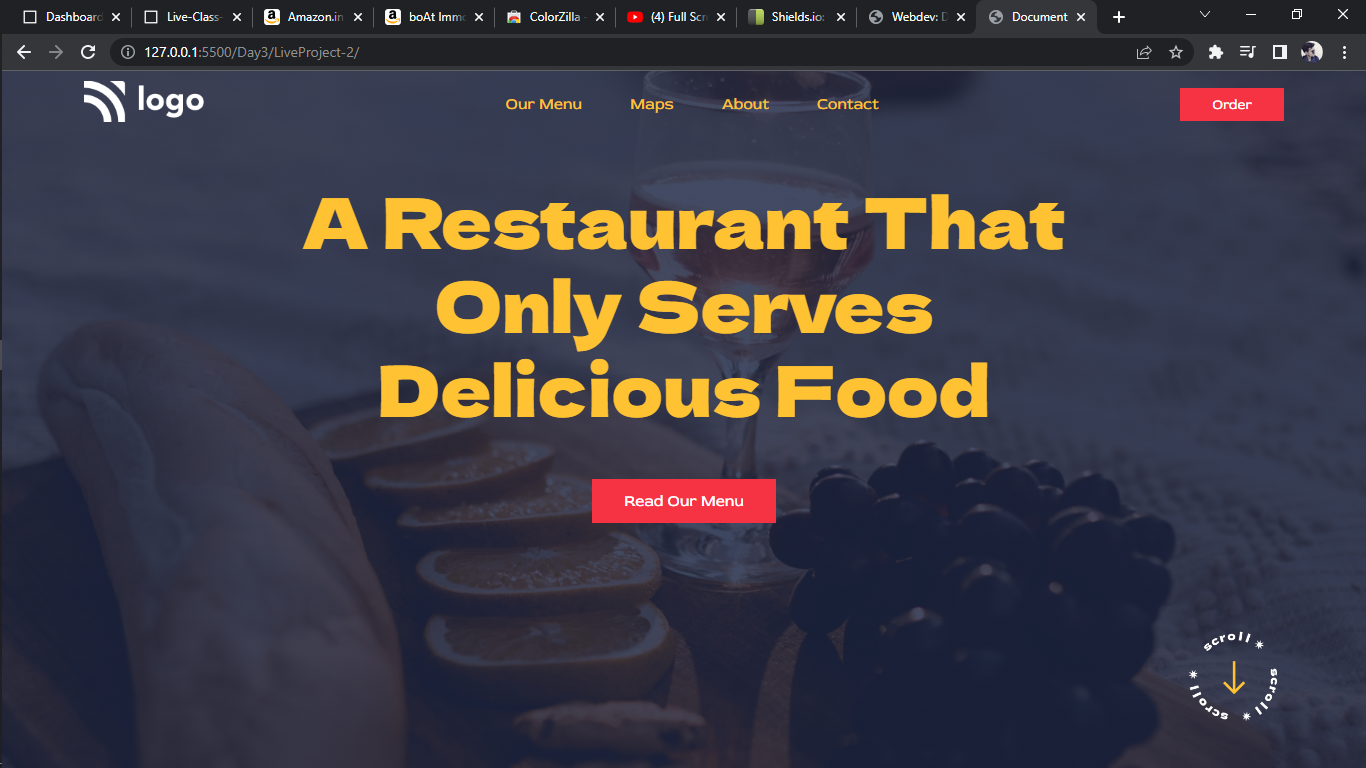 Dashboard
Live-Class-
Amazon.in
boAt Immo
ColorZilla -
(4) Full Scr
Shields.io:
Webdev: D
Document
127.0.0.1:5500/Day3/LiveProject-2/
logo
Our Menu
Maps
About
Contact
Order
A Restaurant That
Only Serves
Delicious Food
Read Our Menu
scroll * scroll * scroll *